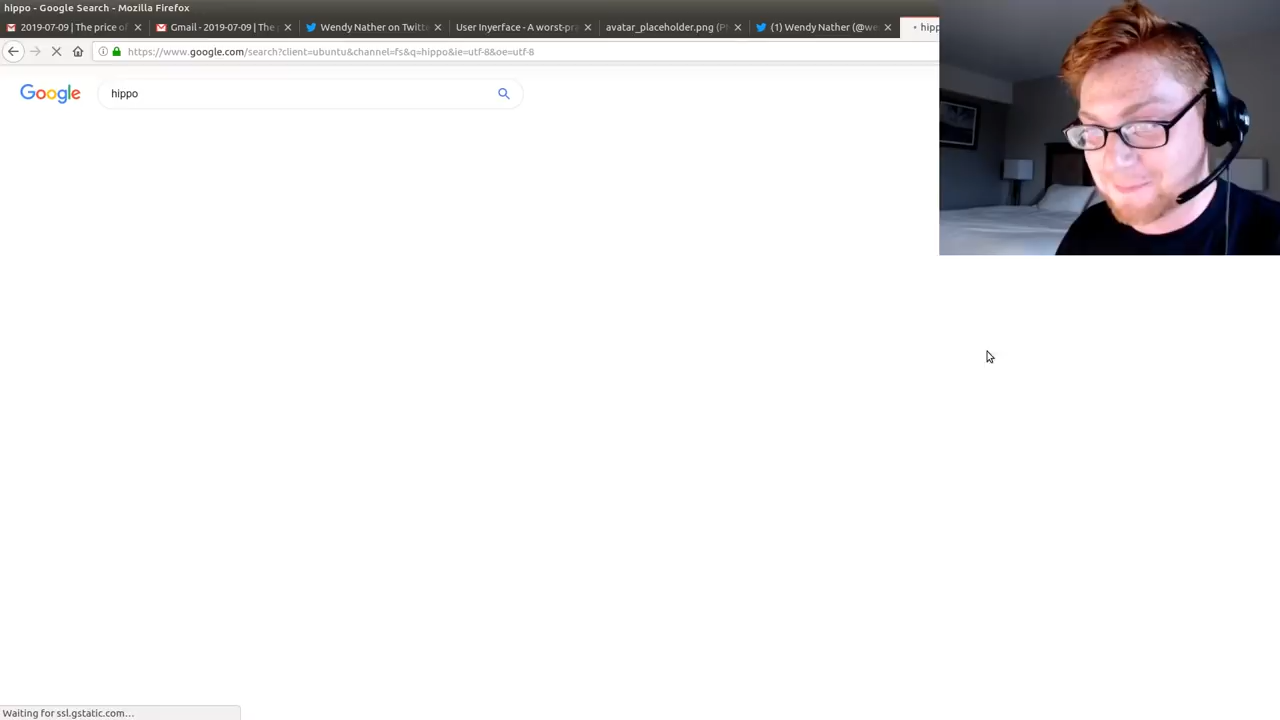 hippo - Google Search - Mozilla Firefox
2019-07-09 | The price of
Gmail - 2019-07-09 | The p
Wendy Nather on Twitte
User Inyerface - A worst-pra
avatar_placeholder.png (P
(1) Wendy Nather (@we
hipp
https://www.google.com/search?client=ubuntu&channel=fs&q=hippo&ie=utf-8&oe=utf-8
Google
hippo
Waiting for ssl.gstatic.com...